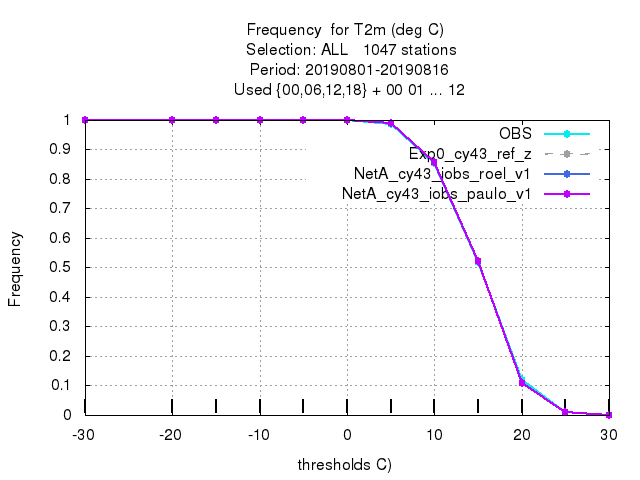 Frequency  for T2m (deg C)
Selection: ALL   1047 stations
Period: 20190801-20190816
Used {00,06,12,18} + 00 01 ... 12
OBS
Exp0_cy43_ref_z
NetA_cy43_iobs_roel_v1
NetA_cy43_iobs_paulo_v1
1
0.9
0.8
0.7
0.6
0.5
0.4
0.3
0.2
0.1
0
Frequency
-30 -20 -10 0 10 20 30
thresholds C)